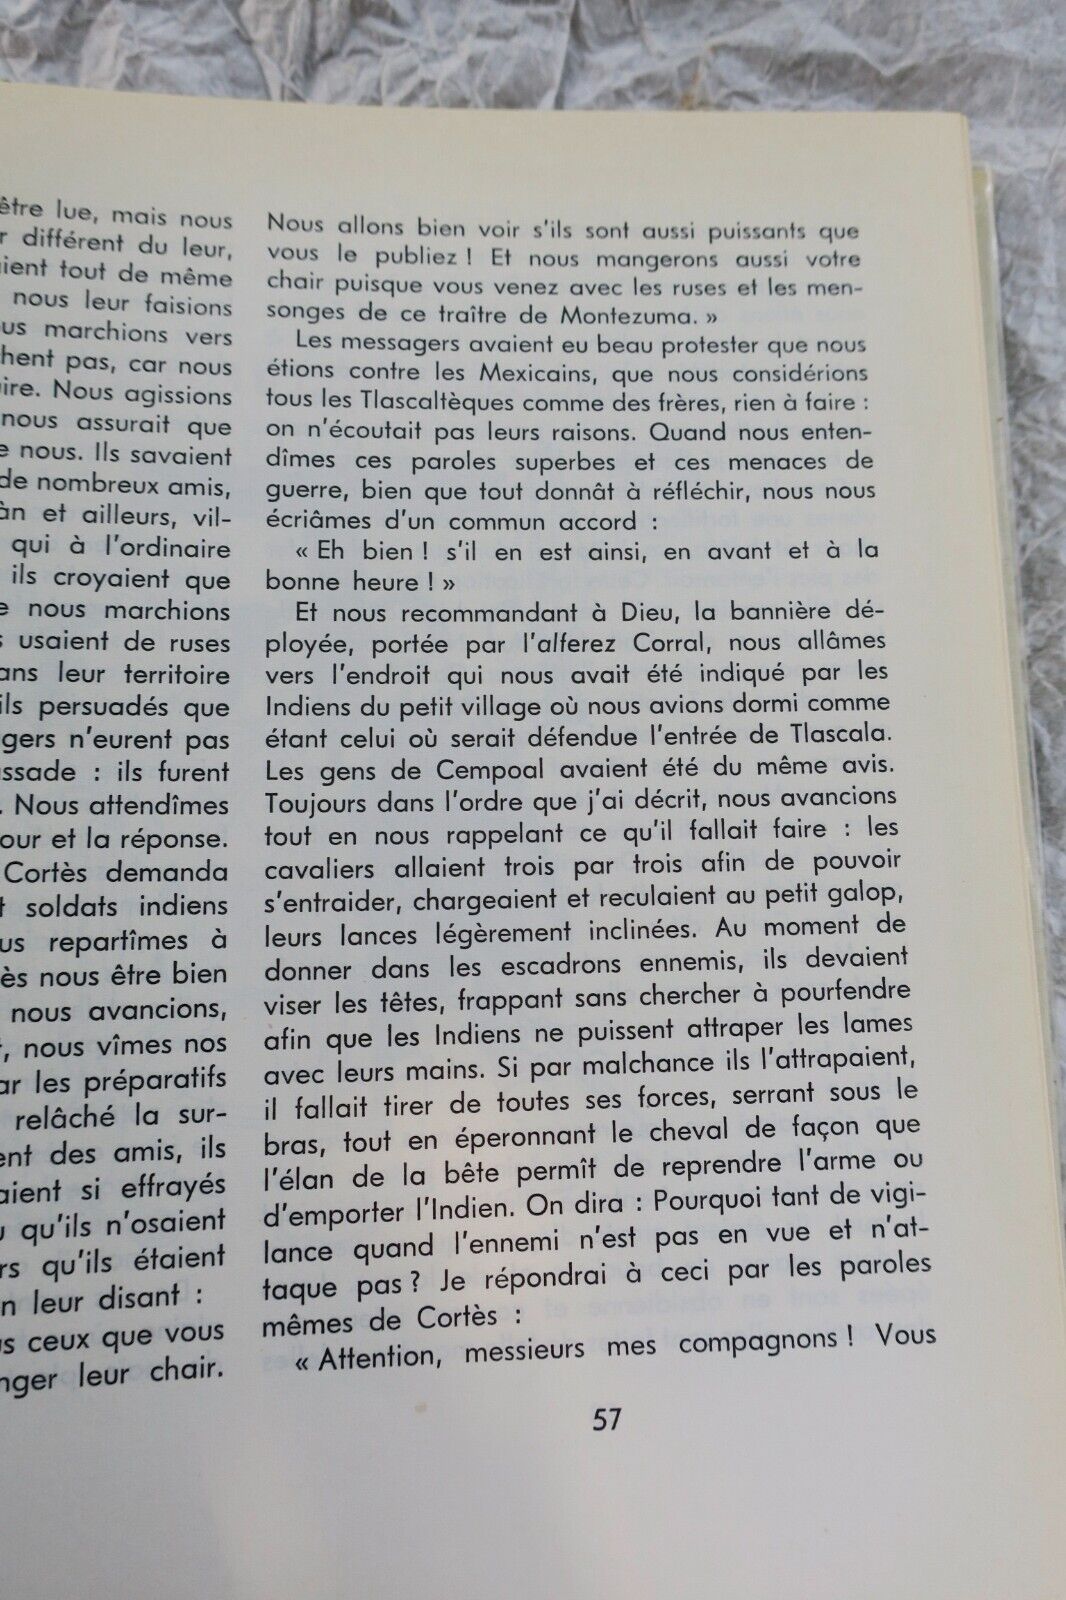 être lue, mais nous
différent du leur,
tout de même
nous leur faisions
marchions vers
pas, car nous
Nous agissions
nous assurait que
nous. Ils savaient
de nombreux amis,
et ailleurs, vil-
qui à l'ordinaire
ils croyaient que
nous marchions
usaient de ruses
leur territoire
ils persuadés que
n'eurent pas
: ils furent
. Nous attendîmes
et la réponse.
Cortès demanda
soldats indiens
repartîmes à
nous être bien
nous avancions,
, nous vîmes nos
les préparatifs
relâché la sur-
des amis, ils
si effrayés
qu'ils n'osaient
qu'ils étaient
leur disant :
ceux que vous
leur chair.
Nous allons bien voir s'ils sont aussi puissants que
vous le publiez ! Et nous mangerons aussi votre
chair puisque vous venez avec les ruses et les men-
songes de ce traître de Montezuma. »
Les messagers avaient eu beau protester que nous
étions contre les Mexicains, que nous considérions
tous les Tlascaltèques comme des frères, rien à faire :
on n'écoutait pas leurs raisons. Quand nous enten-
dîmes ces paroles superbes et ces menaces de
guerre, bien que tout donnât à réfléchir, nous nous
écriâmes d'un commun accord :
« Eh bien ! s'il en est ainsi, en avant et à la
bonne heure ! »
Et nous recommandant à Dieu, la bannière dé-
ployée, portée par l'alferez Corral, nous allâmes
vers l'endroit qui nous avait été indiqué par les
Indiens du petit village où nous avions dormi comme
étant celui où serait défendue l'entrée de Tlascala.
Les gens de Cempoal avaient été du même avis.
Toujours dans l'ordre que j'ai décrit, nous avancions
tout en nous rappelant ce qu'il fallait faire : les
cavaliers allaient trois par trois afin de pouvoir
s'entraider, chargeaient et reculaient au petit galop,
leurs lances légèrement inclinées. Au moment de
donner dans les escadrons ennemis, ils devaient
viser les têtes, frappant sans chercher à pourfendre
afin que les Indiens ne puissent attraper les lames
avec leurs mains. Si par malchance ils l'attrapaient,
il fallait tirer de toutes ses forces, serrant sous le
bras, tout en éperonnant le cheval de façon que
l'élan de la bête permît de reprendre l'arme ou
d'emporter l'Indien. On dira : Pourquoi tant de vigi-
lance quand l'ennemi n'est pas en vue et n'at-
taque pas ? Je répondrai à ceci par les paroles
mêmes de Cortès :
« Attention, messieurs mes compagnons ! Vous
57